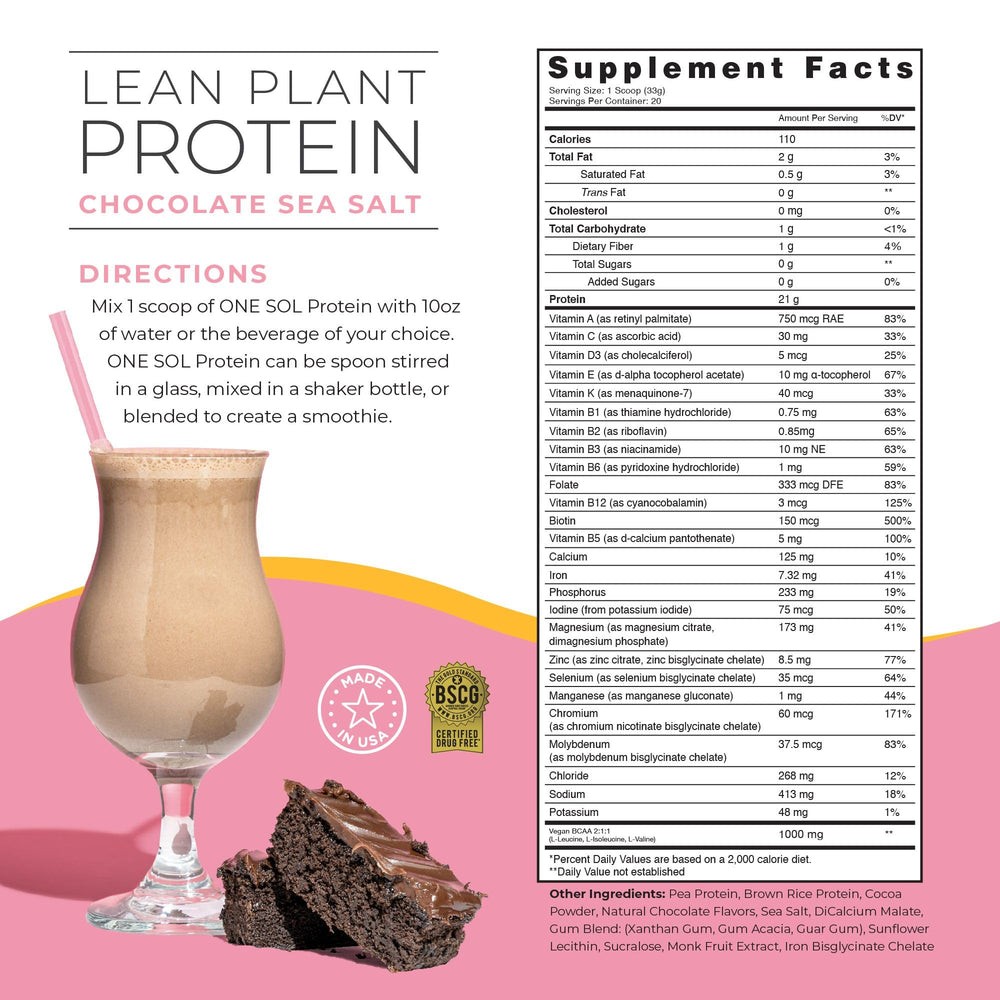 LEAN PLANT
PROTEIN
CHOCOLATE SEA SALT
DIRECTIONS
Mix 1 scoop of ONE SOL Protein with 10oz
of water or the beverage of your choice.
ONE SOL Protein can be spoon stirred
in a glass, mixed in a shaker bottle, or
blended to create a smoothie.
MADE
IN USA
THE GOLD STANDARD
BSCG
WWW.BSCG.ORG
CERTIFIED
DRUG FREE®
Supplement Facts
Serving Size: 1 Scoop (33g)
Servings Per Container: 20
Amount Per Serving %DV*
Calories 110
Total Fat 2 g 3%
Saturated Fat 0.5 g 3%
Trans Fat 0 g **
Cholesterol 0 mg 0%
Total Carbohydrate 1 g <1%
Dietary Fiber 1 g 4%
Total Sugars 0 g **
Added Sugars 0 g 0%
Protein 21 g
Vitamin A (as retinyl palmitate) 750 mcg RAE 83%
Vitamin C (as ascorbic acid) 30 mg 33%
Vitamin D3 (as cholecalciferol) 5 mcg 25%
Vitamin E (as d-alpha tocopherol acetate) 10 mg α-tocopherol 67%
Vitamin K (as menaquinone-7) 40 mcg 33%
Vitamin B1 (as thiamine hydrochloride) 0.75 mg 63%
Vitamin B2 (as riboflavin) 0.85mg 65%
Vitamin B3 (as niacinamide) 10 mg NE 63%
Vitamin B6 (as pyridoxine hydrochloride) 1 mg 59%
Folate 333 mcg DFE 83%
Vitamin B12 (as cyanocobalamin) 3 mcg 125%
Biotin 150 mcg 500%
Vitamin B5 (as d-calcium pantothenate) 5 mg 100%
Calcium 125 mg 10%
Iron 7.32 mg 41%
Phosphorus 233 mg 19%
Iodine (from potassium iodide) 75 mcg 50%
Magnesium (as magnesium citrate, 173 mg 41%
dimagnesium phosphate)
Zinc (as zinc citrate, zinc bisglycinate chelate) 8.5 mg 77%
Selenium (as selenium bisglycinate chelate) 35 mcg 64%
Manganese (as manganese gluconate) 1 mg 44%
Chromium 60 mcg 171%
(as chromium nicotinate bisglycinate chelate)
Molybdenum 37.5 mcg 83%
(as molybdenum bisglycinate chelate)
Chloride 268 mg 12%
Sodium 413 mg 18%
Potassium 48 mg 1%
Vegan BCAA 2:1:1 1000 mg **
(L-Leucine, L-Isoleucine, L-Valine)
*Percent Daily Values are based on a 2,000 calorie diet.
**Daily Value not established
Other Ingredients: Pea Protein, Brown Rice Protein, Cocoa
Powder, Natural Chocolate Flavors, Sea Salt, DiCalcium Malate,
Gum Blend: (Xanthan Gum, Gum Acacia, Guar Gum), Sunflower
Lecithin, Sucralose, Monk Fruit Extract, Iron Bisglycinate Chelate